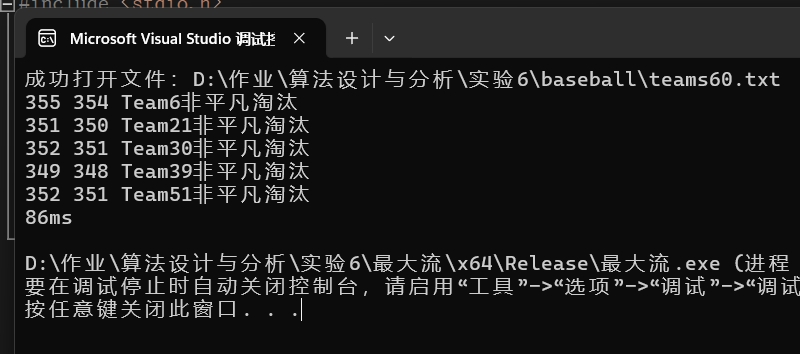 #include <stdio.h>
Microsoft Visual Studio 调试控
成功打开文件: D:\作业\算法设计与分析\实验6\baseball\teams60.txt
355 354 Team6非平凡淘汰
351 350 Team21非平凡淘汰
352 351 Team30非平凡淘汰
349 348 Team39非平凡淘汰
352 351 Team51非平凡淘汰
86ms
D:\作业\算法设计与分析\实验6\最大流\x64\Release\最大流.exe (进程
要在调试停止时自动关闭控制台, 请启用“工具”->“选项”->“调试”->“调试
按任意键关闭此窗口. . .